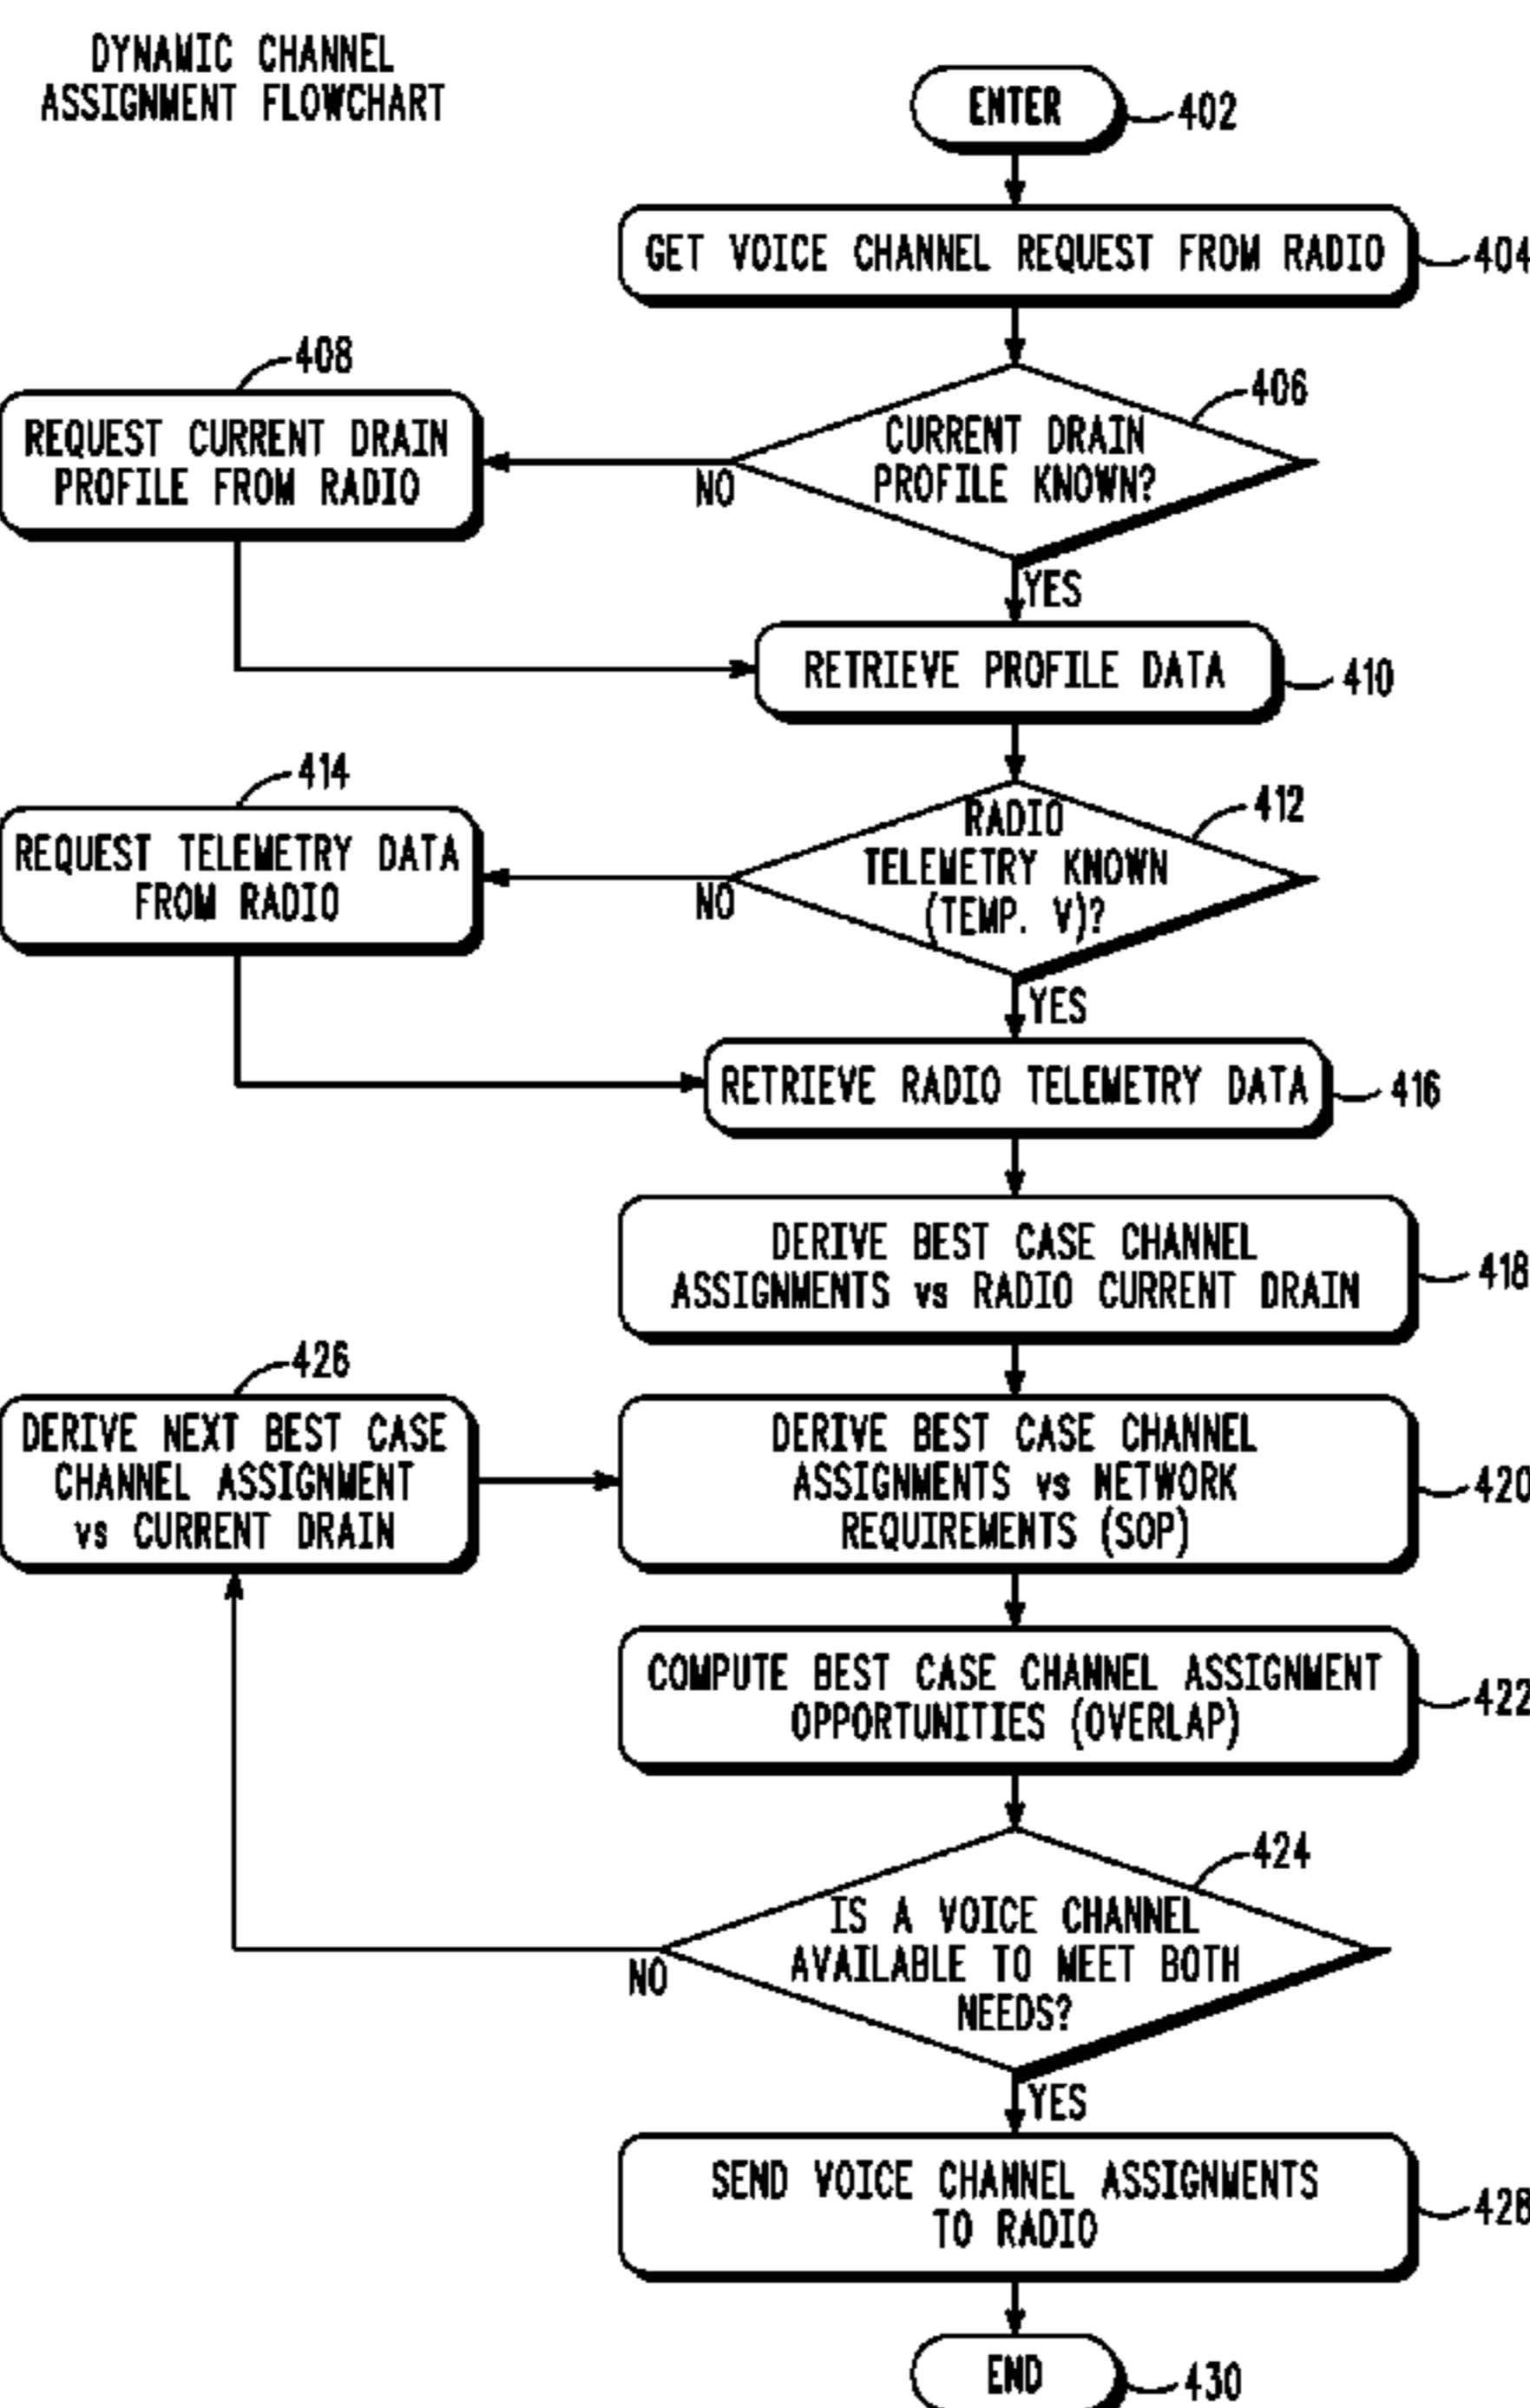 DYNAMIC CHANNEL
ASSIGNMENT FLOWCHART
ENTER
402
GET VOICE CHANNEL REQUEST FROM RADIO
404
408
406
REQUEST CURRENT DRAIN
PROFILE FROM RADIO
CURRENT DRAIN
PROFILE KNOWN?
NO
YES
RETRIEVE PROFILE DATA
410
414
412
REQUEST TELEMETRY DATA
FROM RADIO
RADIO
TELEMETRY KNOWN
(TEMP. V)?
NO
YES
RETRIEVE RADIO TELEMETRY DATA
416
DERIVE BEST CASE CHANNEL
ASSIGNMENTS vs RADIO CURRENT DRAIN
418
426
DERIVE NEXT BEST CASE
CHANNEL ASSIGNMENT
vs CURRENT DRAIN
DERIVE BEST CASE CHANNEL
ASSIGNMENTS vs NETWORK
REQUIREMENTS (SOP)
420
COMPUTE BEST CASE CHANNEL ASSIGNMENT
OPPORTUNITIES (OVERLAP)
422
424
IS A VOICE CHANNEL
AVAILABLE TO MEET BOTH
NEEDS?
NO
YES
SEND VOICE CHANNEL ASSIGNMENTS
TO RADIO
428
END
430